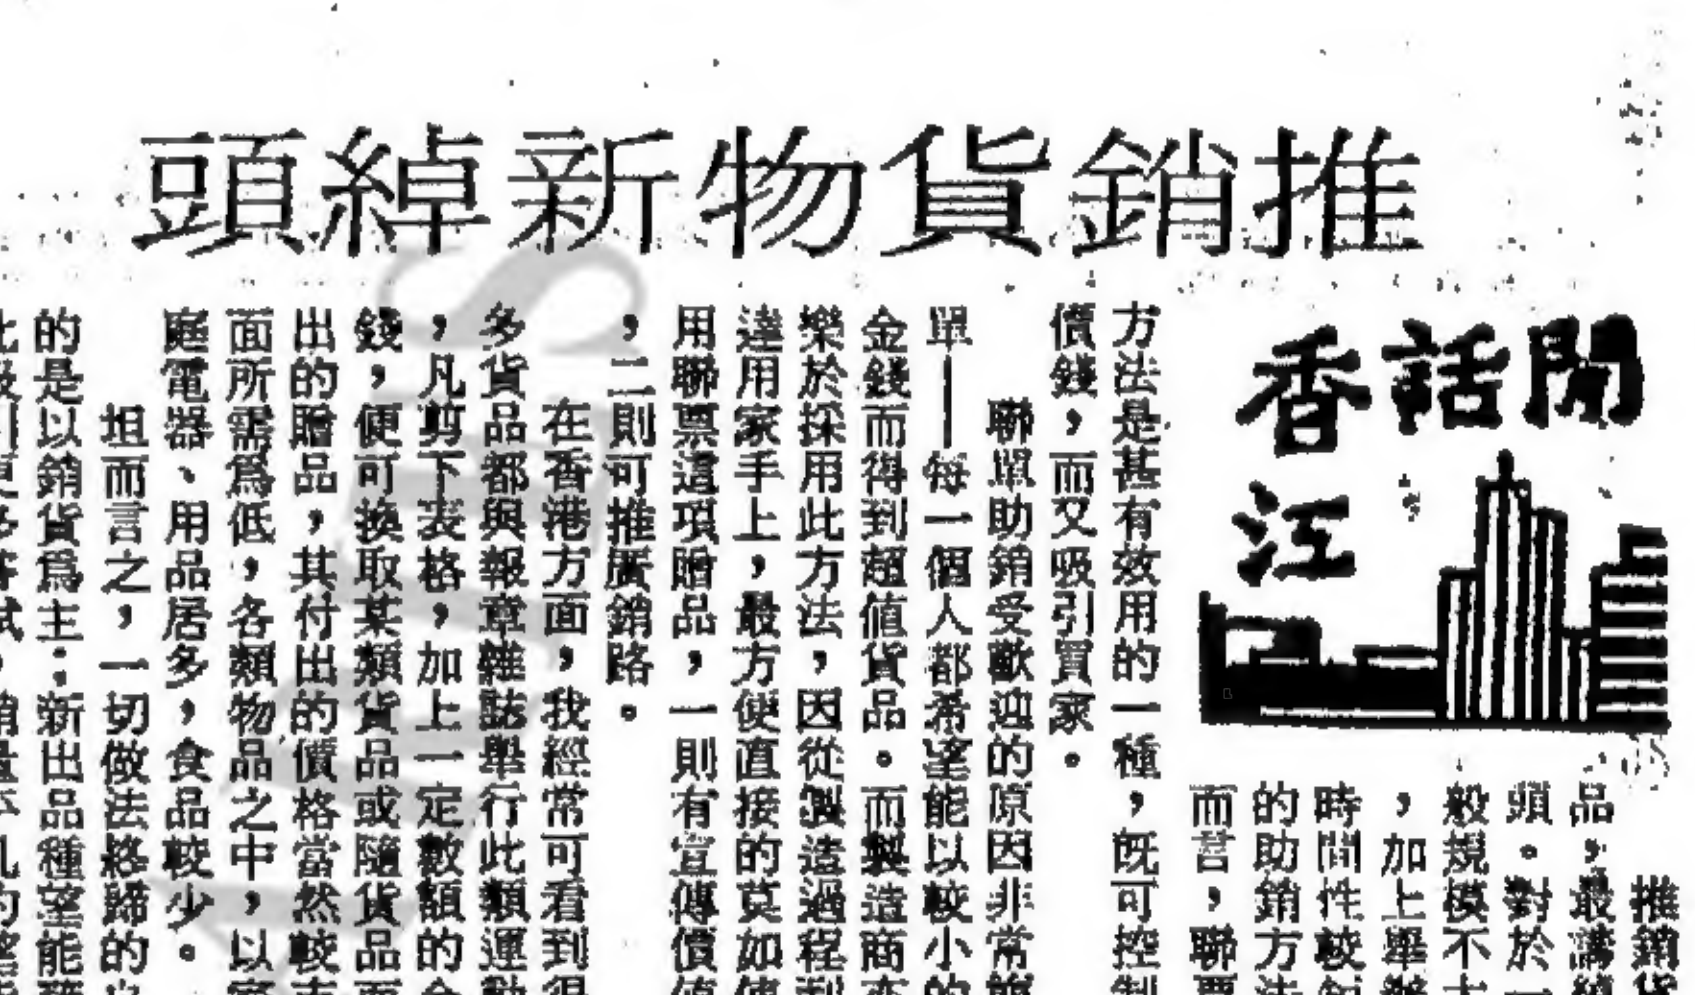 推銷貨物新綽頭
閒話香江
推銷貨
品，最講
頭。對於一
般規模不
，加上舉辦
時間性較短
的助銷方法
而言，聯票
方法是甚有效用的一種，既可控制
價錢，而又吸引買家。
聯單助銷受歡迎的原因非常簡
單——每一個人都希望能以較小的
金錢而得到超值貨品。而製造商亦
樂於採用此方法，因從製造過程到
達用家手上，最方便直接的莫如使
用聯票這項贈品，一則有宣傳價值
，二則可推廣銷路。
在香港方面，我經常可看到很
多貨品都與報章雜誌舉行此類運動
，凡剪下表格，加上一定數額的金
錢，便可換取某類貨品或隨貨品而
出的贈品，其付出的價格當然較市
面所需爲低，各類物品之中，以家
庭電器、用品居多，食品較少。
坦而言之，一切做法終歸的
的是以銷貨爲主：新出品種望能